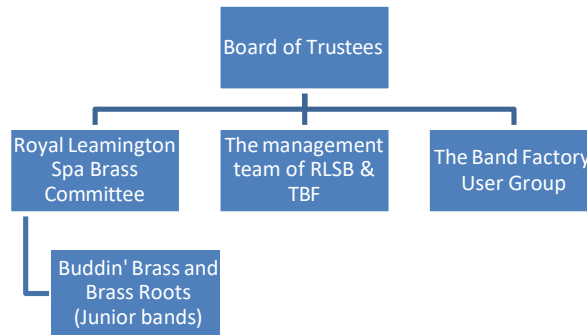 Board of Trustees
Royal Leamington
Spa Brass
Committee
The management
team of RLSB &
TBF
The Band Factory
User Group
Buddin' Brass and
Brass Roots
(Junior bands)